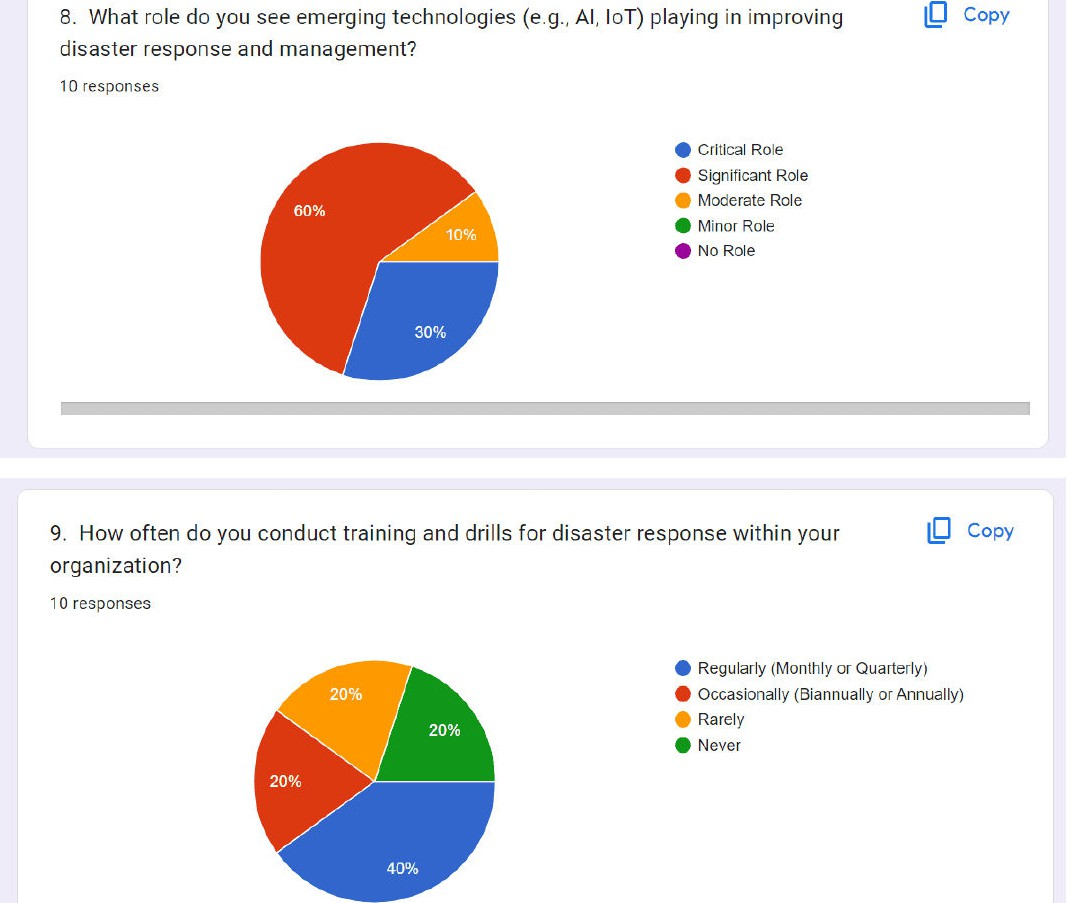 8. What role do you see emerging technologies (e.g., AI, IoT) playing in improving
disaster response and management?
Copy
10 responses
60%
10%
30%
Critical Role
Significant Role
Moderate Role
Minor Role
No Role
9. How often do you conduct training and drills for disaster response within your
organization?
Copy
10 responses
20%
20%
20%
40%
Regularly (Monthly or Quarterly)
Occasionally (Biannually or Annually)
Rarely
Never